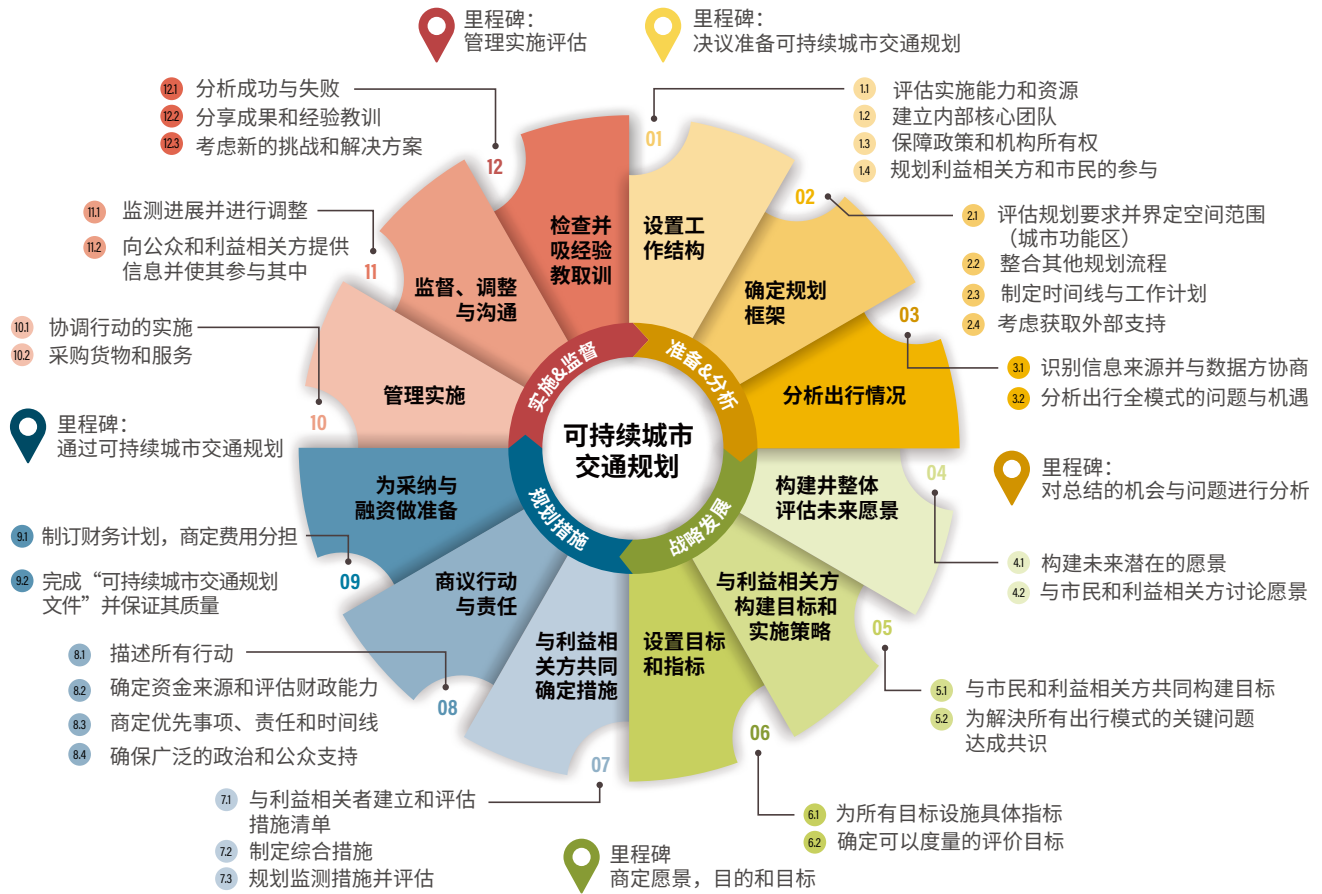 里程碑：
管理实施评估
里程碑：
决议准备可持续城市交通规划
12.1 分析成功与失败
12.2 分享成果和经验教训
12.3 考虑新的挑战和解决方案
1.1 评估实施能力和资源
1.2 建立内部核心团队
1.3 保障政策和机构所有权
1.4 规划利益相关方和市民的参与
11.1 监测进展并进行调整
11.2 向公众和利益相关方提供
信息并使其参与其中
2.1 评估规划要求并界定空间范围
（城市功能区）
2.2 整合其他规划流程
2.3 制定时间线与工作计划
2.4 考虑获取外部支持
10.1 协调行动的实施
10.2 采购货物和服务
3.1 识别信息来源并与数据方协商
3.2 分析出行全模式的问题与机遇
里程碑：
通过可持续城市交通规划
里程碑：
对总结的机会与问题进行分析
01
设置工
作结构
02
确定规划
框架
03
分析出行情况
04
构建井整体
评估未来愿景
05
与利益相关方
构建目标和
实施策略
06
设置目标
和指标
07
与利益相
关方共同
确定措施
08
商议行动
与责任
09
为采纳与
融资做准备
10
管理实施
11
监督、调整
与沟通
12
检查并
吸经验
教取训
实施&监督
准备&分析
战略发展
规划措施
可持续城市
交通规划
9.1 制订财务计划，商定费用分担
9.2 完成“可持续城市交通规划
文件”并保证其质量
4.1 构建未来潜在的愿景
4.2 与市民和利益相关方讨论愿景
8.1 描述所有行动
8.2 确定资金来源和评估财政能力
8.3 商定优先事项、责任和时间线
8.4 确保广泛的政治和公众支持
5.1 与市民和利益相关方共同构建目标
5.2 为解決所有出行模式的关键问题
达成共识
7.1 与利益相关者建立和评估
措施清单
7.2 制定综合措施
7.3 规划监测措施并评估
6.1 为所有目标设施具体指标
6.2 确定可以度量的评价目标
里程碑
商定愿景，目的和目标